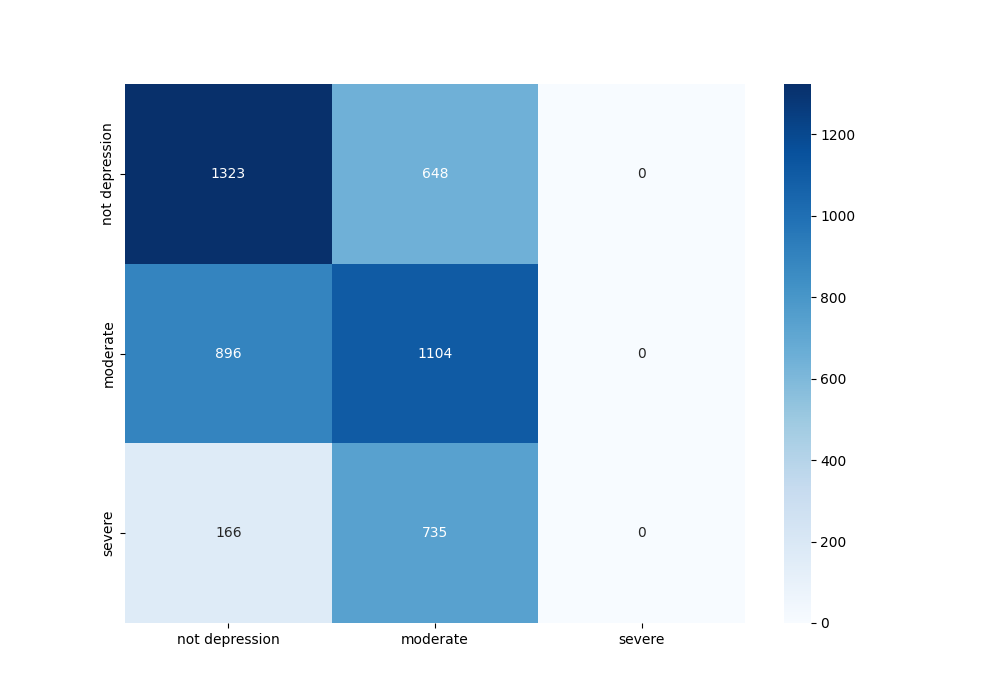 not depression
1323 648 0
moderate
896 1104 0
severe
166 735 0
not depression moderate severe
1200
1000
800
600
400
200
0